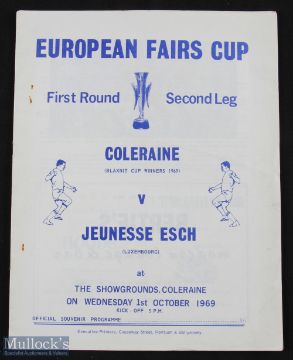 EUROPEAN FAIRS CUP
First Round Second Leg
COLERAINE
(BLAXNIT CUP WINNERS 1969)
V
JEUNESSE ESCH
(LUXEMBOURG)
at
THE SHOWGROUNDS, COLERAINE
ON WEDNESDAY 1st OCTOBER 1969
KICK-OFF 5 P.M.
OFFICIAL SOUVENIR PROGRAMME
Mullock's